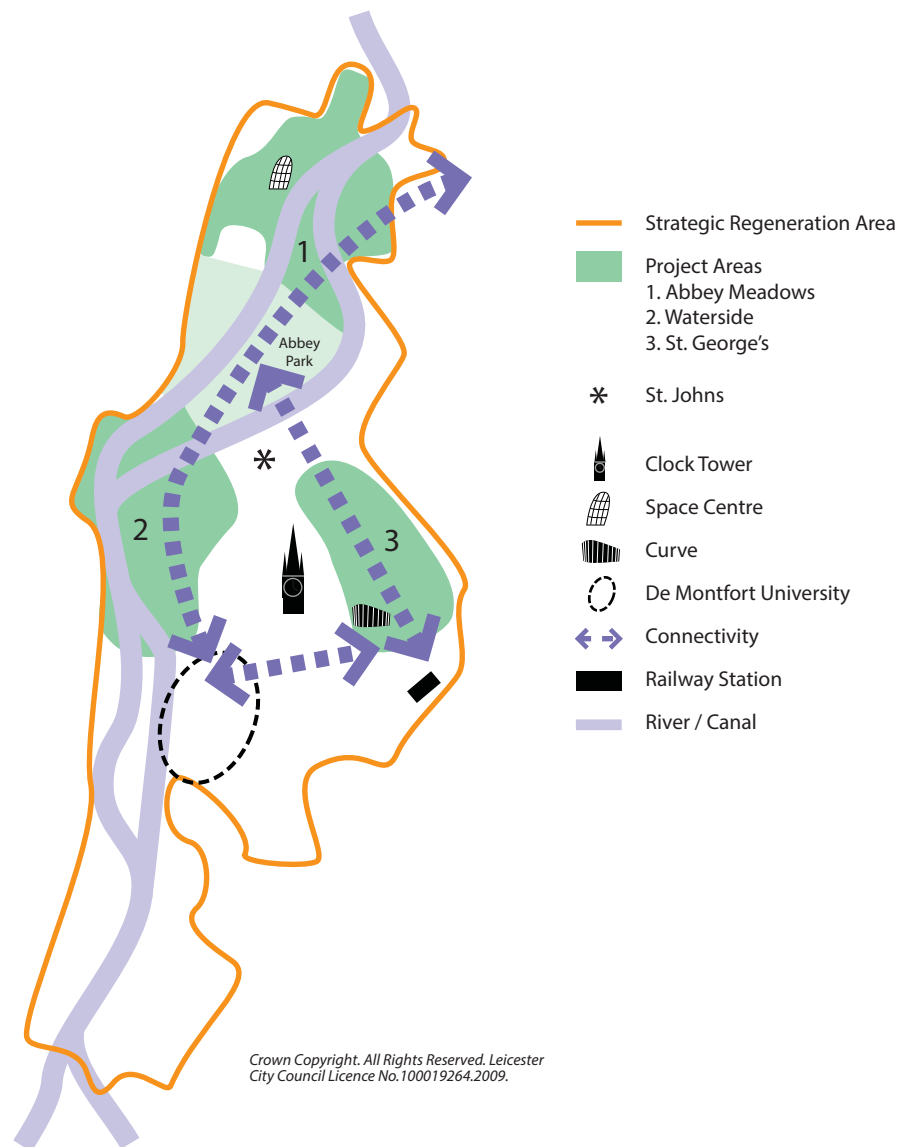 1
Abbey
Park
2
3
Strategic Regeneration Area
Project Areas
1. Abbey Meadows
2. Waterside
3. St. George's
St. Johns
Clock Tower
Space Centre
Curve
De Montfort University
Connectivity
Railway Station
River / Canal
Crown Copyright. All Rights Reserved. Leicester
City Council Licence No.100019264.2009.